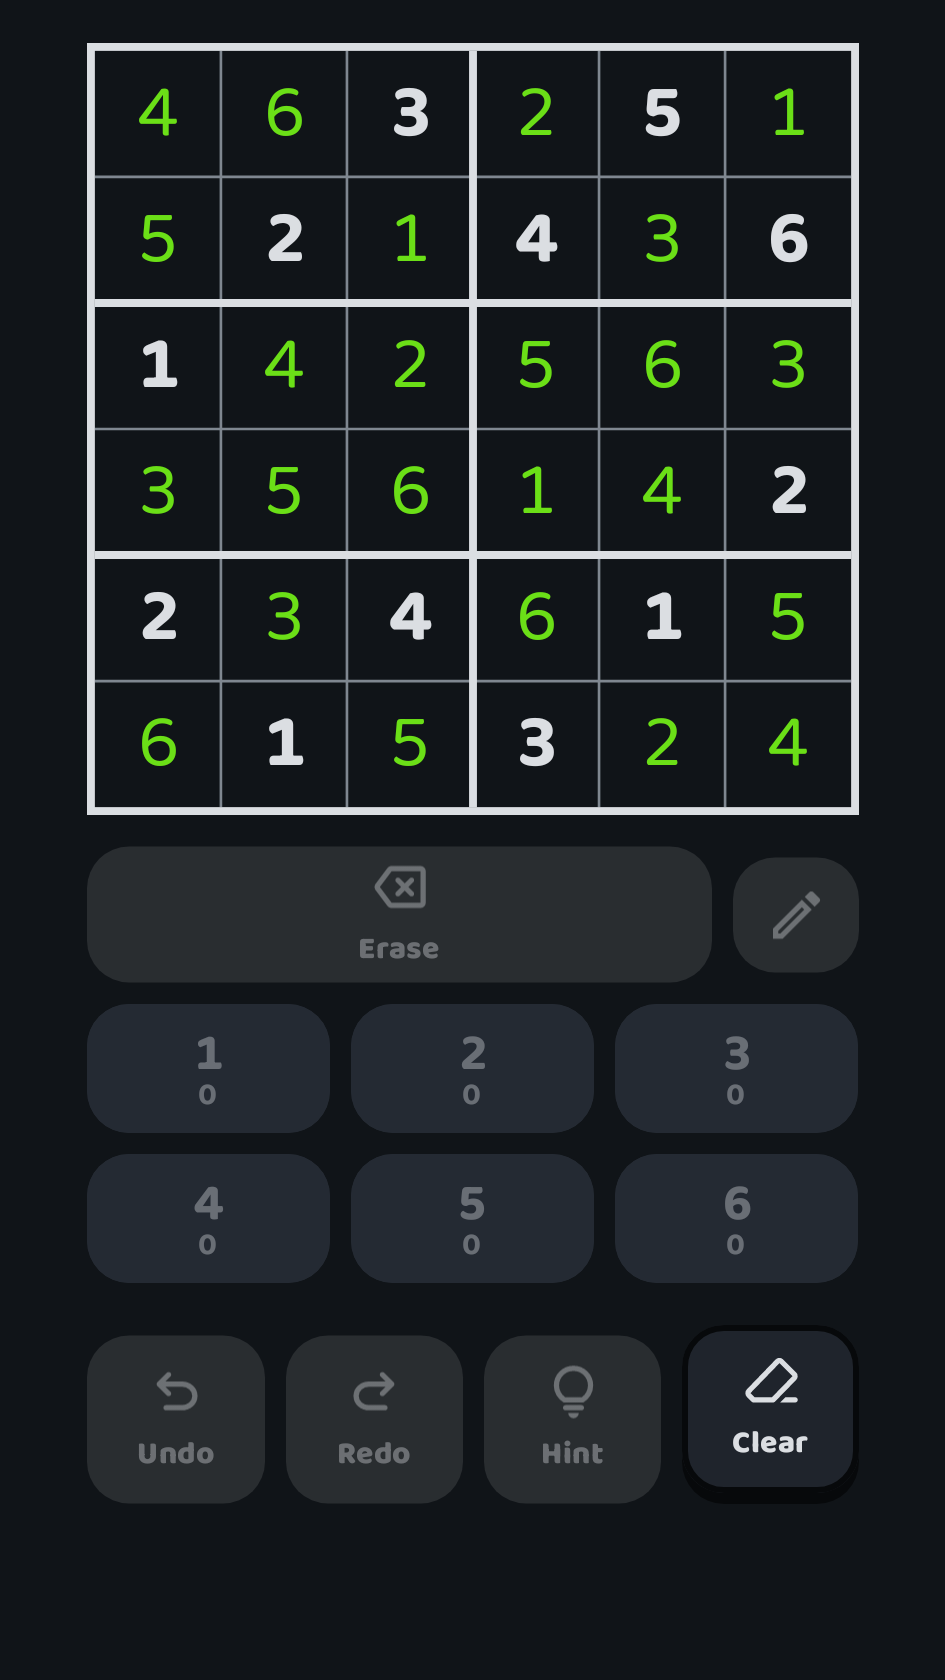 4 6 3 2 5 1
5 2 1 4 3 6
1 4 2 5 6 3
3 5 6 1 4 2
2 3 4 6 1 5
6 1 5 3 2 4
Erase
1 2 3
0 0 0
4 5 6
0 0 0
Undo Redo Hint Clear